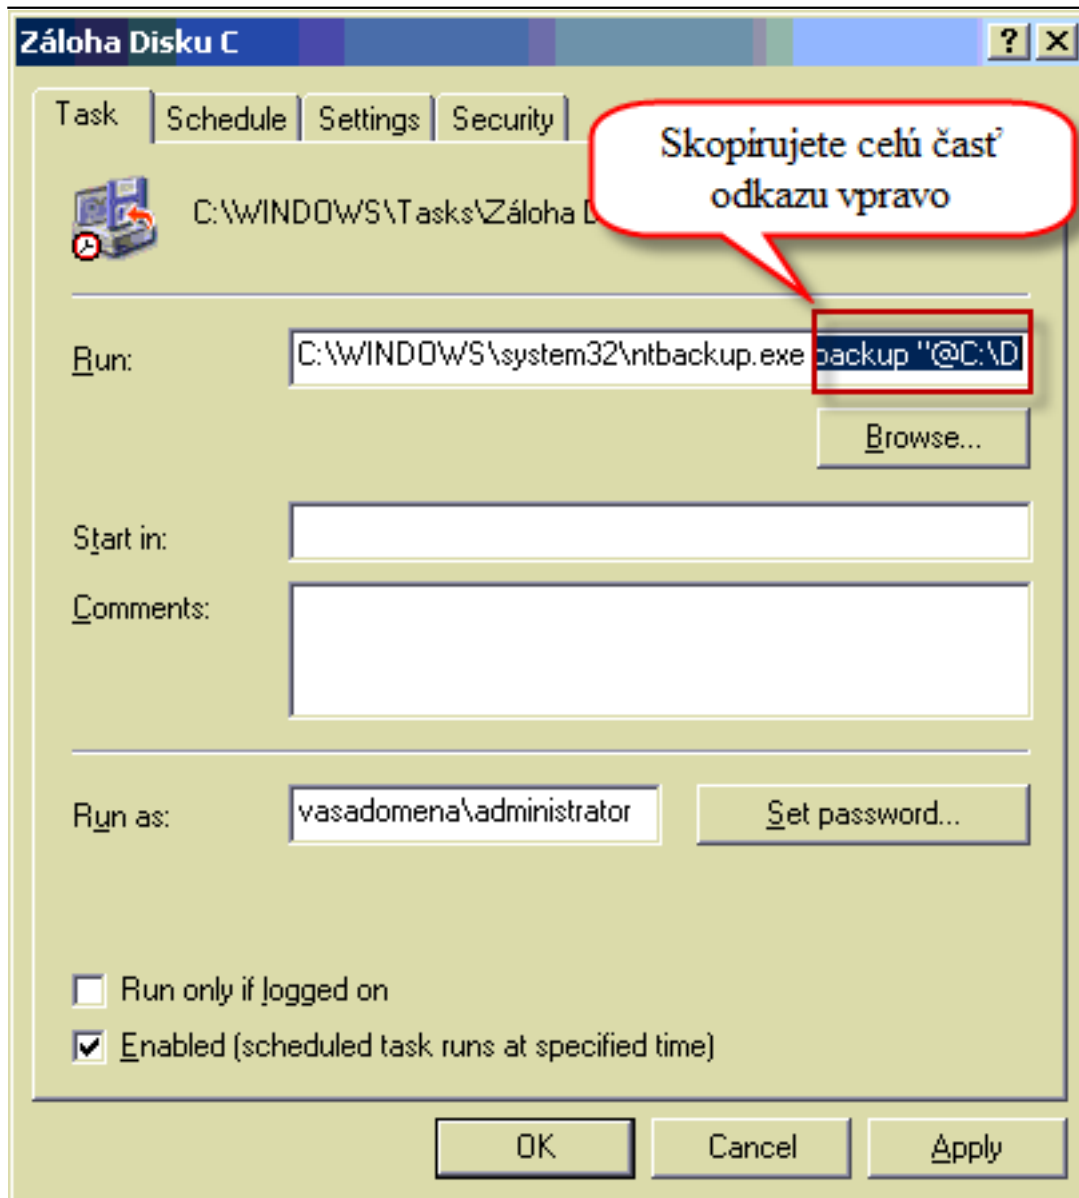 Záloha Disku C
Task Schedule Settings Security
Skopírujete celú časť
odkazu vpravo
C:\WINDOWS\Tasks\Záloha
Run: C:\WINDOWS\system32\ntbackup.exe backup "@C:\D
Browse...
Start in:
Comments:
Run as: vasadomena\administrator Set password...
Run only if logged on
Enabled (scheduled task runs at specified time)
OK Cancel Apply